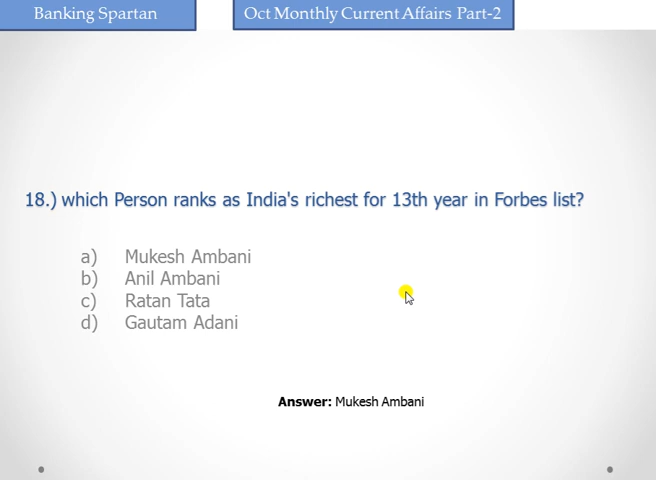 Banking Spartan
Oct Monthly Current Affairs Part-2
18.) which Person ranks as India's richest for 13th year in Forbes list?
a) Mukesh Ambani
b) Anil Ambani
c) Ratan Tata
d) Gautam Adani
Answer: Mukesh Ambani